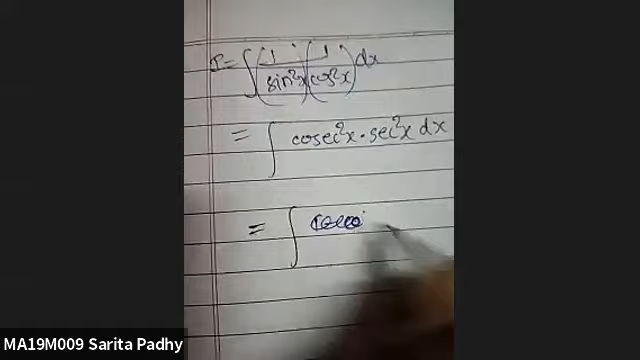 I = ∫(1/sin²x)(1/cos²x)dx
= ∫ cosec²x · sec²x dx
= ∫
MA19M009 Sarita Padhy